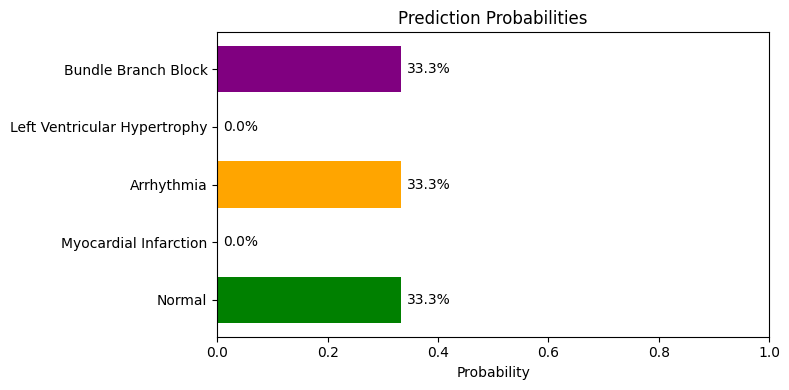 Prediction Probabilities
Bundle Branch Block 33.3%
Left Ventricular Hypertrophy 0.0%
Arrhythmia 33.3%
Myocardial Infarction 0.0%
Normal 33.3%
0.0 0.2 0.4 0.6 0.8 1.0
Probability